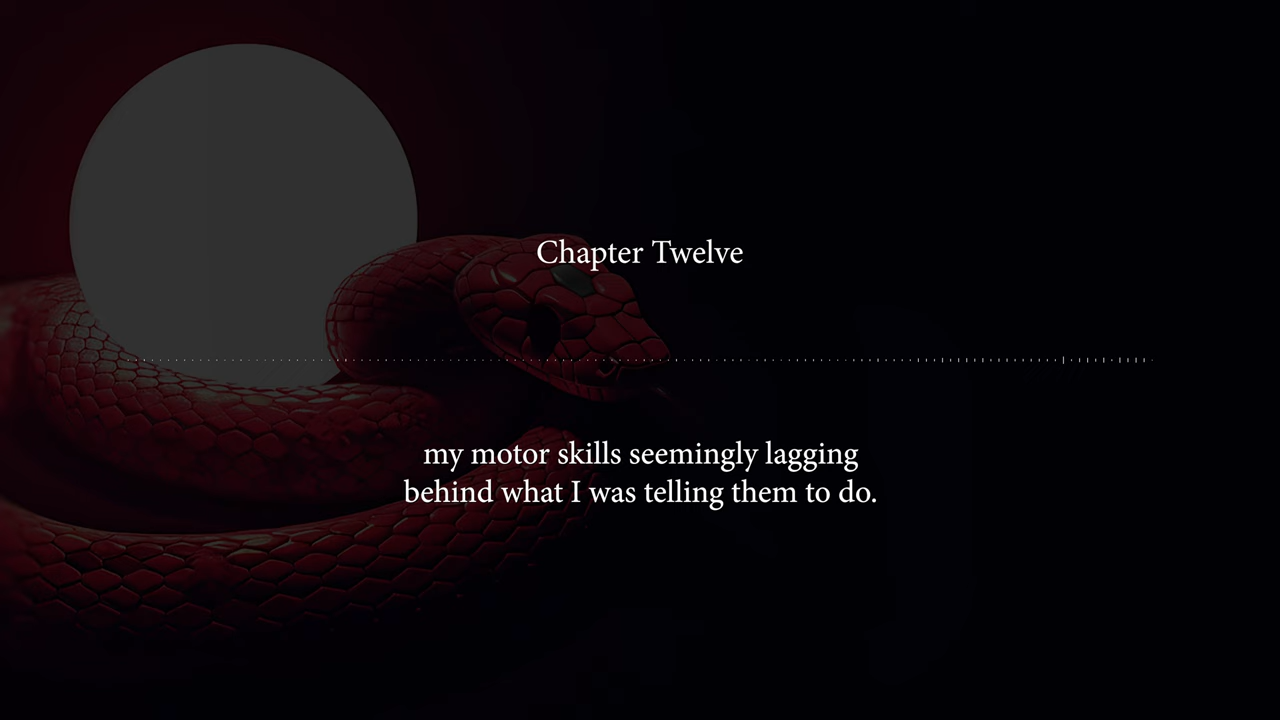 Chapter Twelve
my motor skills seemingly lagging
behind what I was telling them to do.